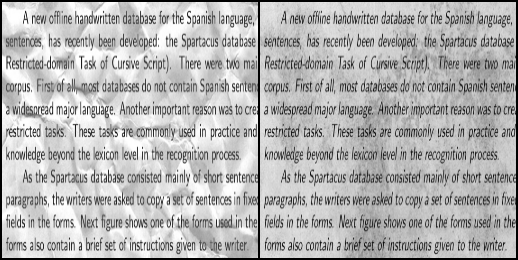 A new offline handwritten database for the Spanish language,
sentences, has recently been developed: the Spartacus database
Restricted-domain Task of Cursive Script). There were two mai
corpus. First of all, most databases do not contain Spanish senten
a widespread major language. Another important reason was to crea
restricted tasks. These tasks are commonly used in practice and
knowledge beyond the lexicon level in the recognition process.
As the Spartacus database consisted mainly of short sentence
paragraphs, the writers were asked to copy a set of sentences in fixe
fields in the forms. Next figure shows one of the forms used in the
forms also contain a brief set of instructions given to the writer.
A new offline handwritten database for the Spanish language,
sentences, has recently been developed: the Spartacus database
Restricted-domain Task of Cursive Script). There were two mai
corpus. First of all, most databases do not contain Spanish senten
a widespread major language. Another important reason was to crea
restricted tasks. These tasks are commonly used in practice and
knowledge beyond the lexicon level in the recognition process.
As the Spartacus database consisted mainly of short sentence
paragraphs, the writers were asked to copy a set of sentences in fixe
fields in the forms. Next figure shows one of the forms used in the
forms also contain a brief set of instructions given to the writer.